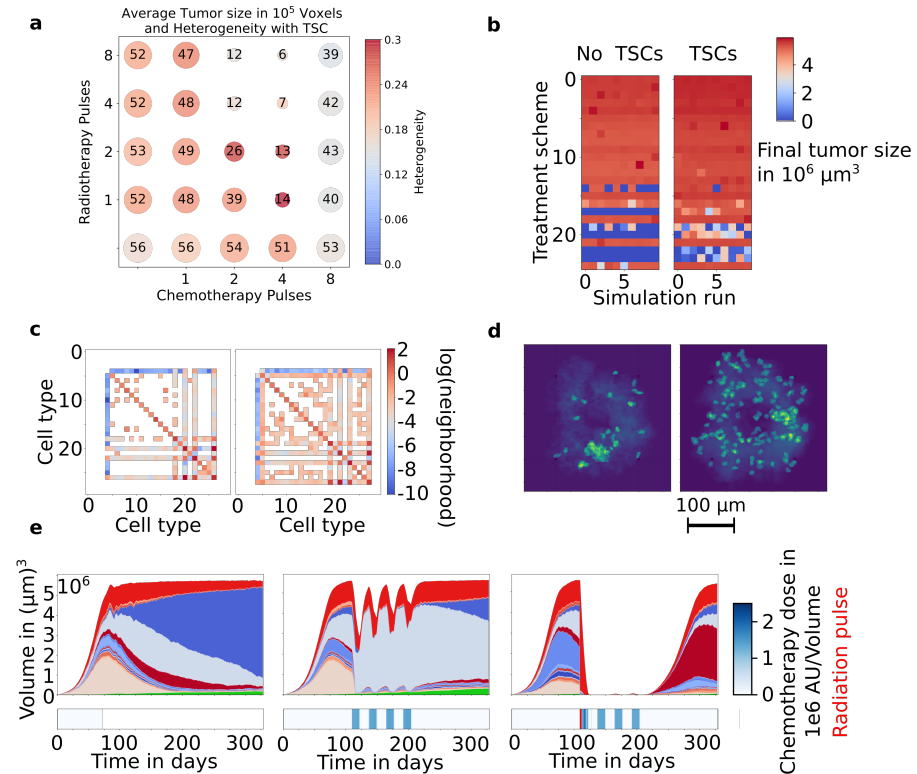 a
Average Tumor size in 10⁵ Voxels
and Heterogeneity with TSC
Radiotherapy Pulses
8 52 47 12 6 39
4 52 48 12 7 42
2 53 49 26 13 43
1 52 48 39 14 40
56 56 54 51 53
1 2 4 8
Chemotherapy Pulses
0.3
0.24
0.18
0.12
0.06
0.0
Heterogeneity
b
No TSCs TSCs
Treatment scheme
0
10
20
0 5 0 5
Simulation run
4
2
0
Final tumor size
in 10⁶ μm³
c
Cell type
0
10
20
0 10 20
Cell type
0 10 20
Cell type
2
0
-2
-4
-6
-8
-10
log(neighborhood)
d
100 μm
e
Volume in (μm)³
10⁶
5
4
3
2
1
0
0 100 200 300
Time in days
0 100 200 300
Time in days
0 100 200 300
Time in days
2
1
0
Chemotherapy dose in
1e6 AU/Volume
Radiation pulse